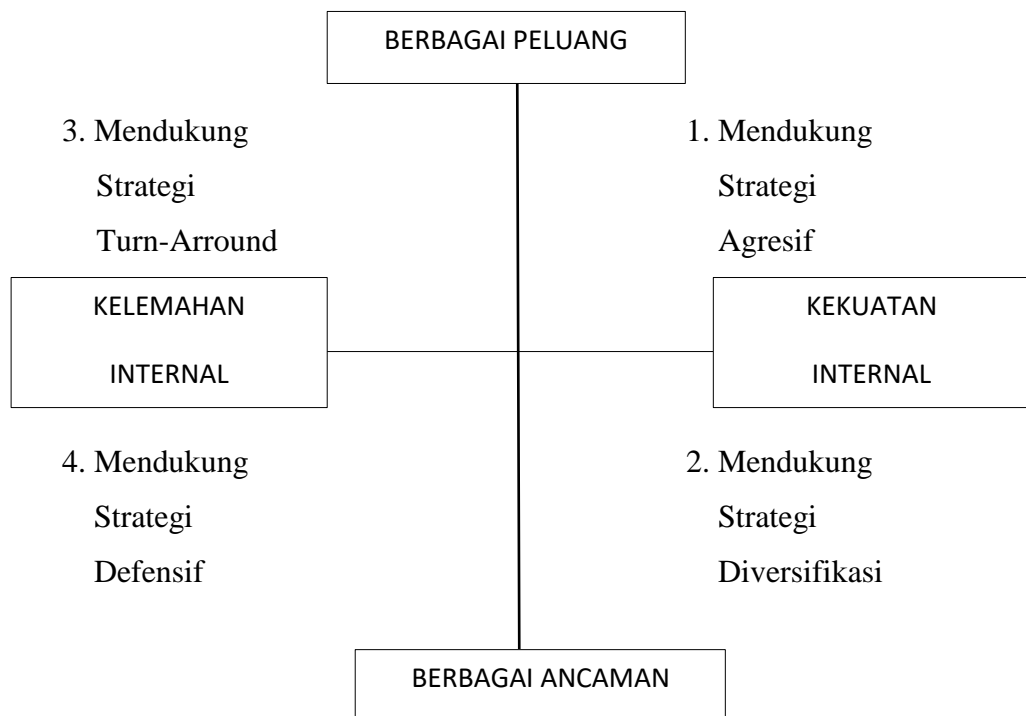 BERBAGAI PELUANG
3. Mendukung
Strategi
Turn-Arround
1. Mendukung
Strategi
Agresif
KELEMAHAN
INTERNAL
KEKUATAN
INTERNAL
4. Mendukung
Strategi
Defensif
2. Mendukung
Strategi
Diversifikasi
BERBAGAI ANCAMAN